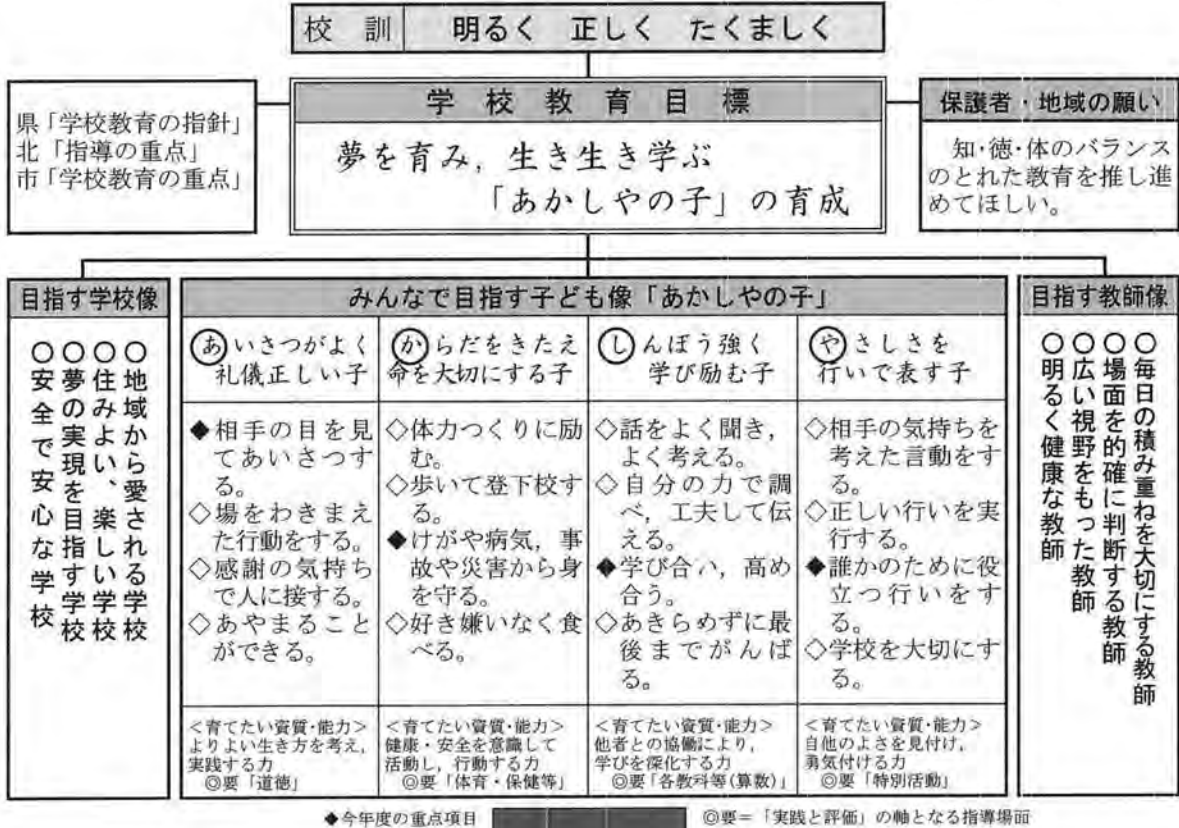 校 訓 明るく 正しく たくましく
県「学校教育の指針」
北「指導の重点」
市「学校教育の重点」
学校教育目標
夢を育み，生き生き学ぶ
「あかしやの子」の育成
保護者・地域の願い
知・徳・体のバランス
のとれた教育を推し進
めてほしい。
目指す学校像
○地域から愛される学校
○住みよい、楽しい学校
○夢の実現を目指す学校
○安全で安心な学校
みんなで目指す子ども像「あかしやの子」
あいさつがよく
礼儀正しい子
◆相手の目を見
てあいさつす
る。
◇場をわきまえ
た行動をする。
◇感謝の気持ち
で人に接する。
◇あやまること
ができる。
＜育てたい資質・能力＞
よりよい生き方を考え，
実践する力
◎要「道徳」
からだをきたえ
命を大切にする子
◇体力つくりに励
む。
◇歩いて登下校す
る。
◆けがや病気，事
故や災害から身
を守る。
◇好き嫌いなく食
べる。
＜育てたい資質・能力＞
健康・安全を意識して
活動し，行動する力
◎要「体育・保健等」
しんぼう強く
学び励む子
◇話をよく聞き，
よく考える。
◇自分の力で調
べ，工夫して伝
える。
◆学び合い，高め
合う。
◇あきらめずに最
後までがんば
る。
＜育てたい資質・能力＞
他者との協働により，
学びを深化する力
◎要「各教科等(算数)」
やさしさを
行いで表す子
◇相手の気持ちを
考えた言動をす
る。
◇正しい行いを実
行する。
◆誰かのために役
立つ行いをす
る。
◇学校を大切にす
る。
＜育てたい資質・能力＞
自他のよさを見付け，
勇気付ける力
◎要「特別活動」
目指す教師像
○毎日の積み重ねを大切にする教師
○場面を的確に判断する教師
○広い視野をもった教師
○明るく健康な教師
◆今年度の重点項目
◎要＝「実践と評価」の軸となる指導場面